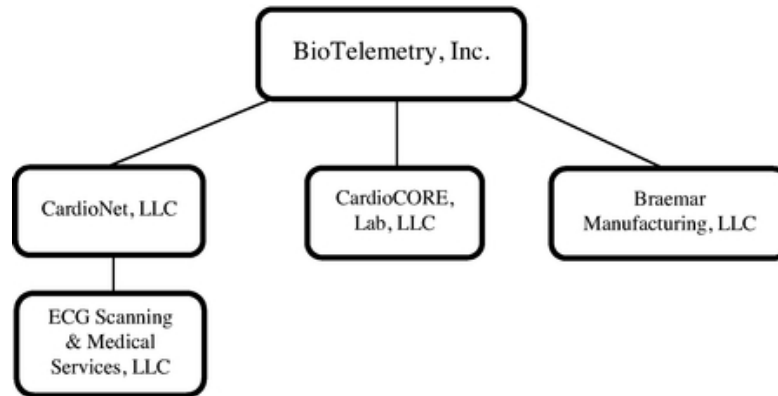 BioTelemetry, Inc.
CardioNet, LLC
CardioCORE,
Lab, LLC
Braemar
Manufacturing, LLC
ECG Scanning
& Medical
Services, LLC